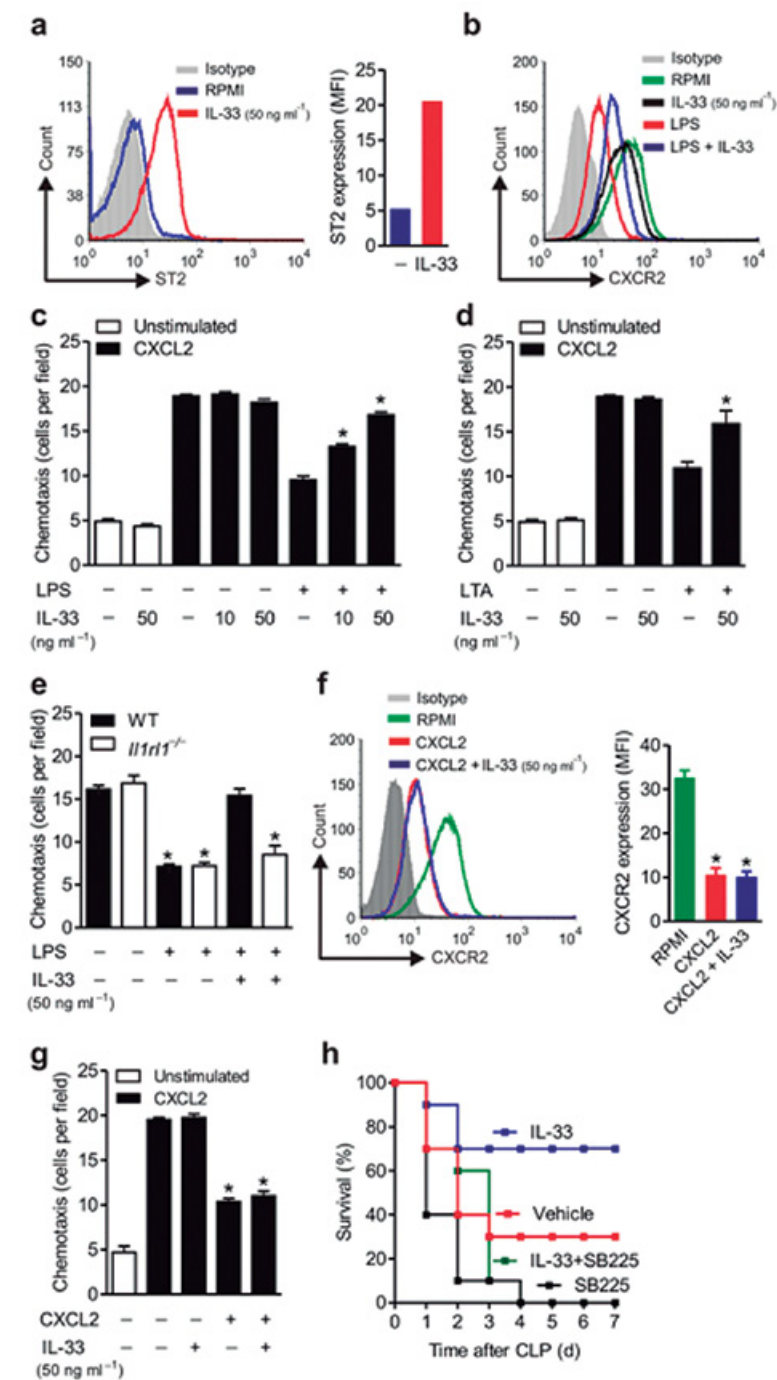 a
150
113
75
38
0
Count
10⁰ 10¹ 10² 10³ 10⁴
ST2
Isotype
RPMI
IL-33 (50 ng ml⁻¹)
25
20
15
10
5
0
ST2 expression (MFI)
– IL-33
b
200
150
100
50
0
Count
10⁰ 10¹ 10² 10³ 10⁴
CXCR2
Isotype
RPMI
IL-33 (50 ng ml⁻¹)
LPS
LPS + IL-33
c
Unstimulated
CXCL2
25
20
15
10
5
0
Chemotaxis (cells per field)
LPS – – – – – + + +
IL-33 – 50 – 10 50 – 10 50
(ng ml⁻¹)
* *
d
Unstimulated
CXCL2
25
20
15
10
5
0
Chemotaxis (cells per field)
*
LTA – – – – + +
IL-33 – 50 – 50 – 50
(ng ml⁻¹)
e
WT
Il1rl1⁻/⁻
25
20
15
10
5
0
Chemotaxis (cells per field)
* * *
LPS – – + + + +
IL-33 – – – – + +
(50 ng ml⁻¹)
f
Isotype
RPMI
CXCL2
CXCL2 + IL-33 (50 ng ml⁻¹)
200
150
100
50
0
Count
10⁰ 10¹ 10² 10³ 10⁴
CXCR2
40
30
20
10
0
CXCR2 expression (MFI)
* *
RPMI
CXCL2
CXCL2 + IL-33
g
Unstimulated
CXCL2
25
20
15
10
5
0
Chemotaxis (cells per field)
* *
CXCL2 – – – + +
IL-33 – – + – +
(50 ng ml⁻¹)
h
100
80
60
40
20
0
Survival (%)
IL-33
Vehicle
IL-33+SB225
SB225
0 1 2 3 4 5 6 7
Time after CLP (d)